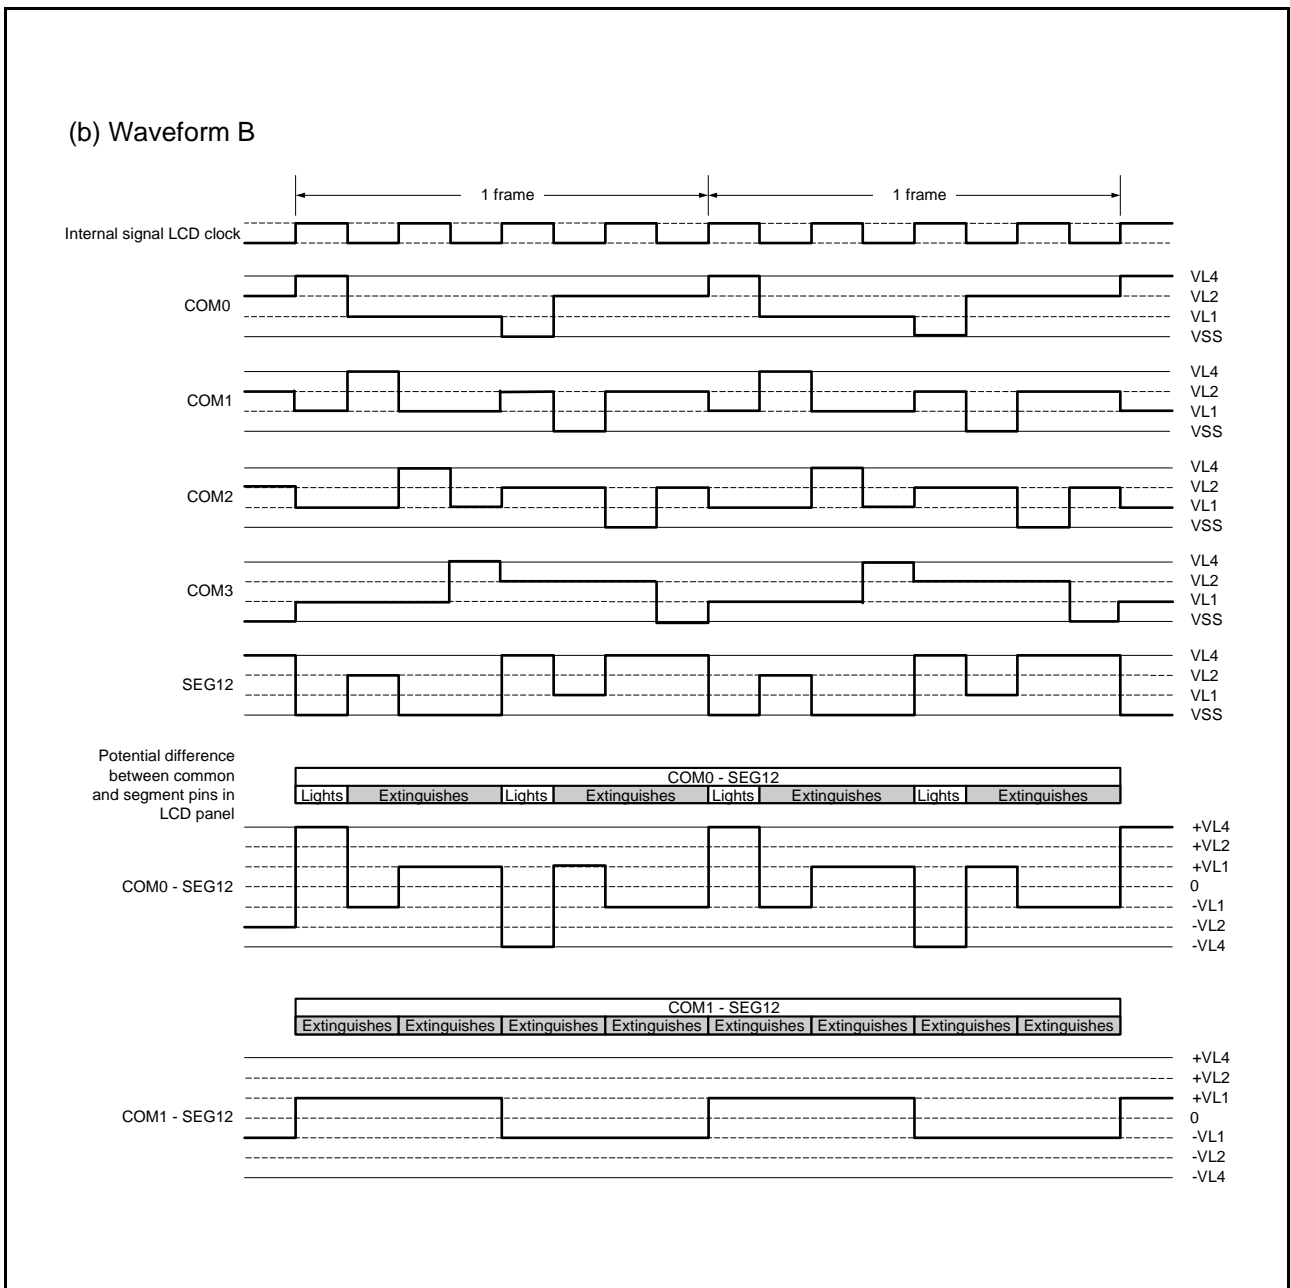 (b) Waveform B
1 frame
1 frame
Internal signal LCD clock
COM0
VL4
VL2
VL1
VSS
COM1
VL4
VL2
VL1
VSS
COM2
VL4
VL2
VL1
VSS
COM3
VL4
VL2
VL1
VSS
SEG12
VL4
VL2
VL1
VSS
Potential difference
between common
and segment pins in
LCD panel
COM0 - SEG12
Lights Extinguishes Lights Extinguishes Lights Extinguishes Lights Extinguishes
COM0 - SEG12
+VL4
+VL2
+VL1
0
-VL1
-VL2
-VL4
COM1 - SEG12
Extinguishes Extinguishes Extinguishes Extinguishes Extinguishes Extinguishes Extinguishes Extinguishes
COM1 - SEG12
+VL4
+VL2
+VL1
0
-VL1
-VL2
-VL4